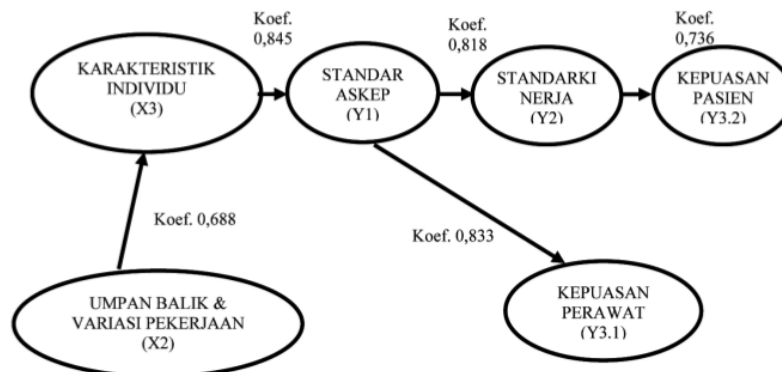 Koef.
0,845
Koef.
0,818
Koef.
0,736
KARAKTERISTIK
INDIVIDU
(X3)
STANDAR
ASKEP
(Y1)
STANDARKI
NERJA
(Y2)
KEPUASAN
PASIEN
(Y3.2)
Koef. 0,688
Koef. 0,833
UMPAN BALIK &
VARIASI PEKERJAAN
(X2)
KEPUASAN
PERAWAT
(Y3.1)